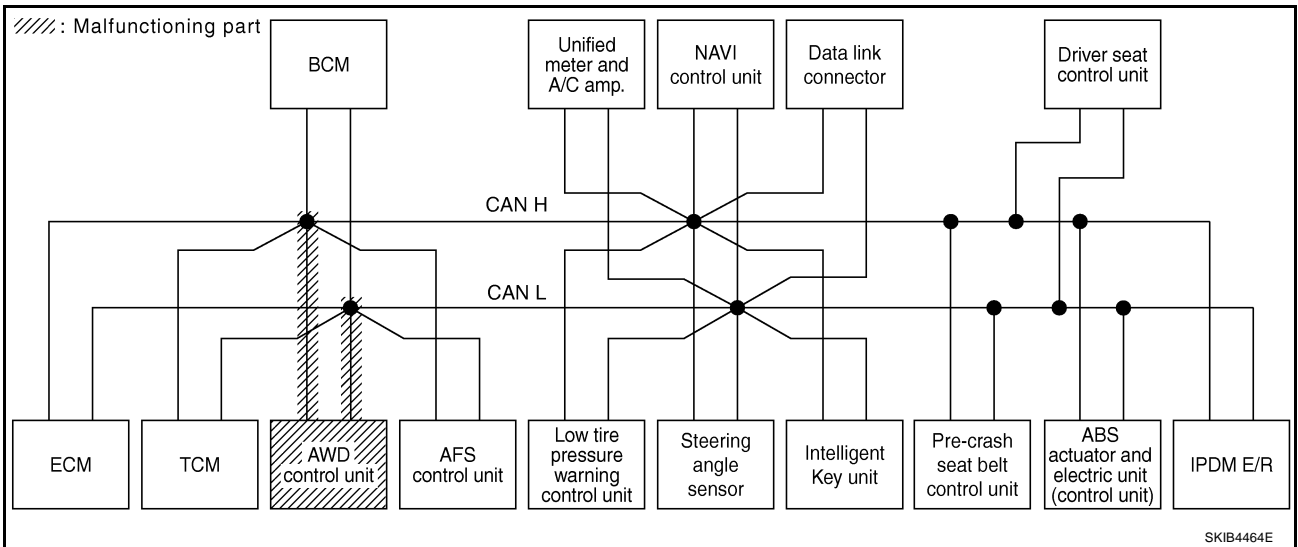 : Malfunctioning part
BCM
Unified
meter and
A/C amp.
NAVI
control unit
Data link
connector
Driver seat
control unit
CAN H
CAN L
ECM
TCM
AWD
control unit
AFS
control unit
Low tire
pressure
warning
control unit
Steering
angle
sensor
Intelligent
Key unit
Pre-crash
seat belt
control unit
ABS
actuator and
electric unit
(control unit)
IPDM E/R
SKIB4464E